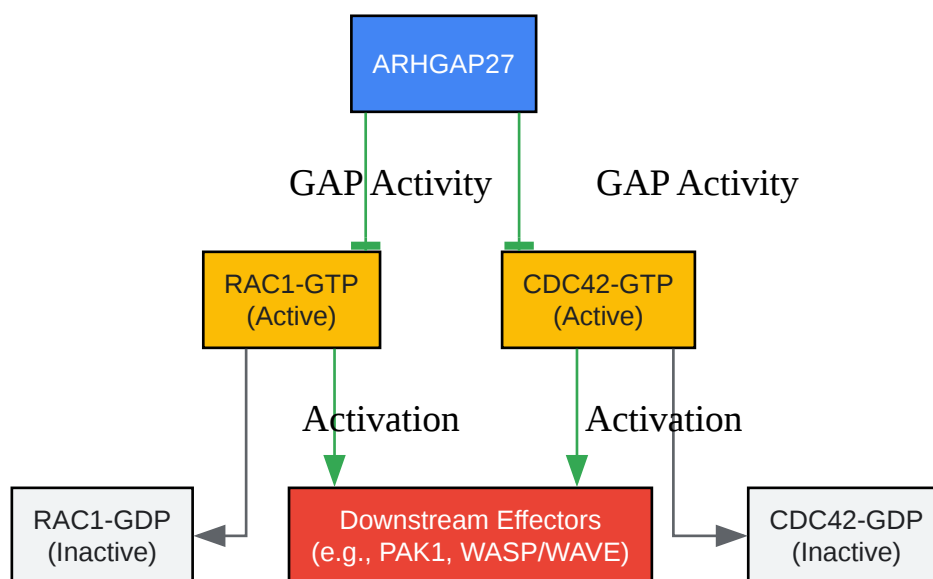 ARHGAP27
GAP Activity
GAP Activity
RAC1-GTP
(Active)
CDC42-GTP
(Active)
Activation
Activation
RAC1-GDP
(Inactive)
Downstream Effectors
(e.g., PAK1, WASP/WAVE)
CDC42-GDP
(Inactive)